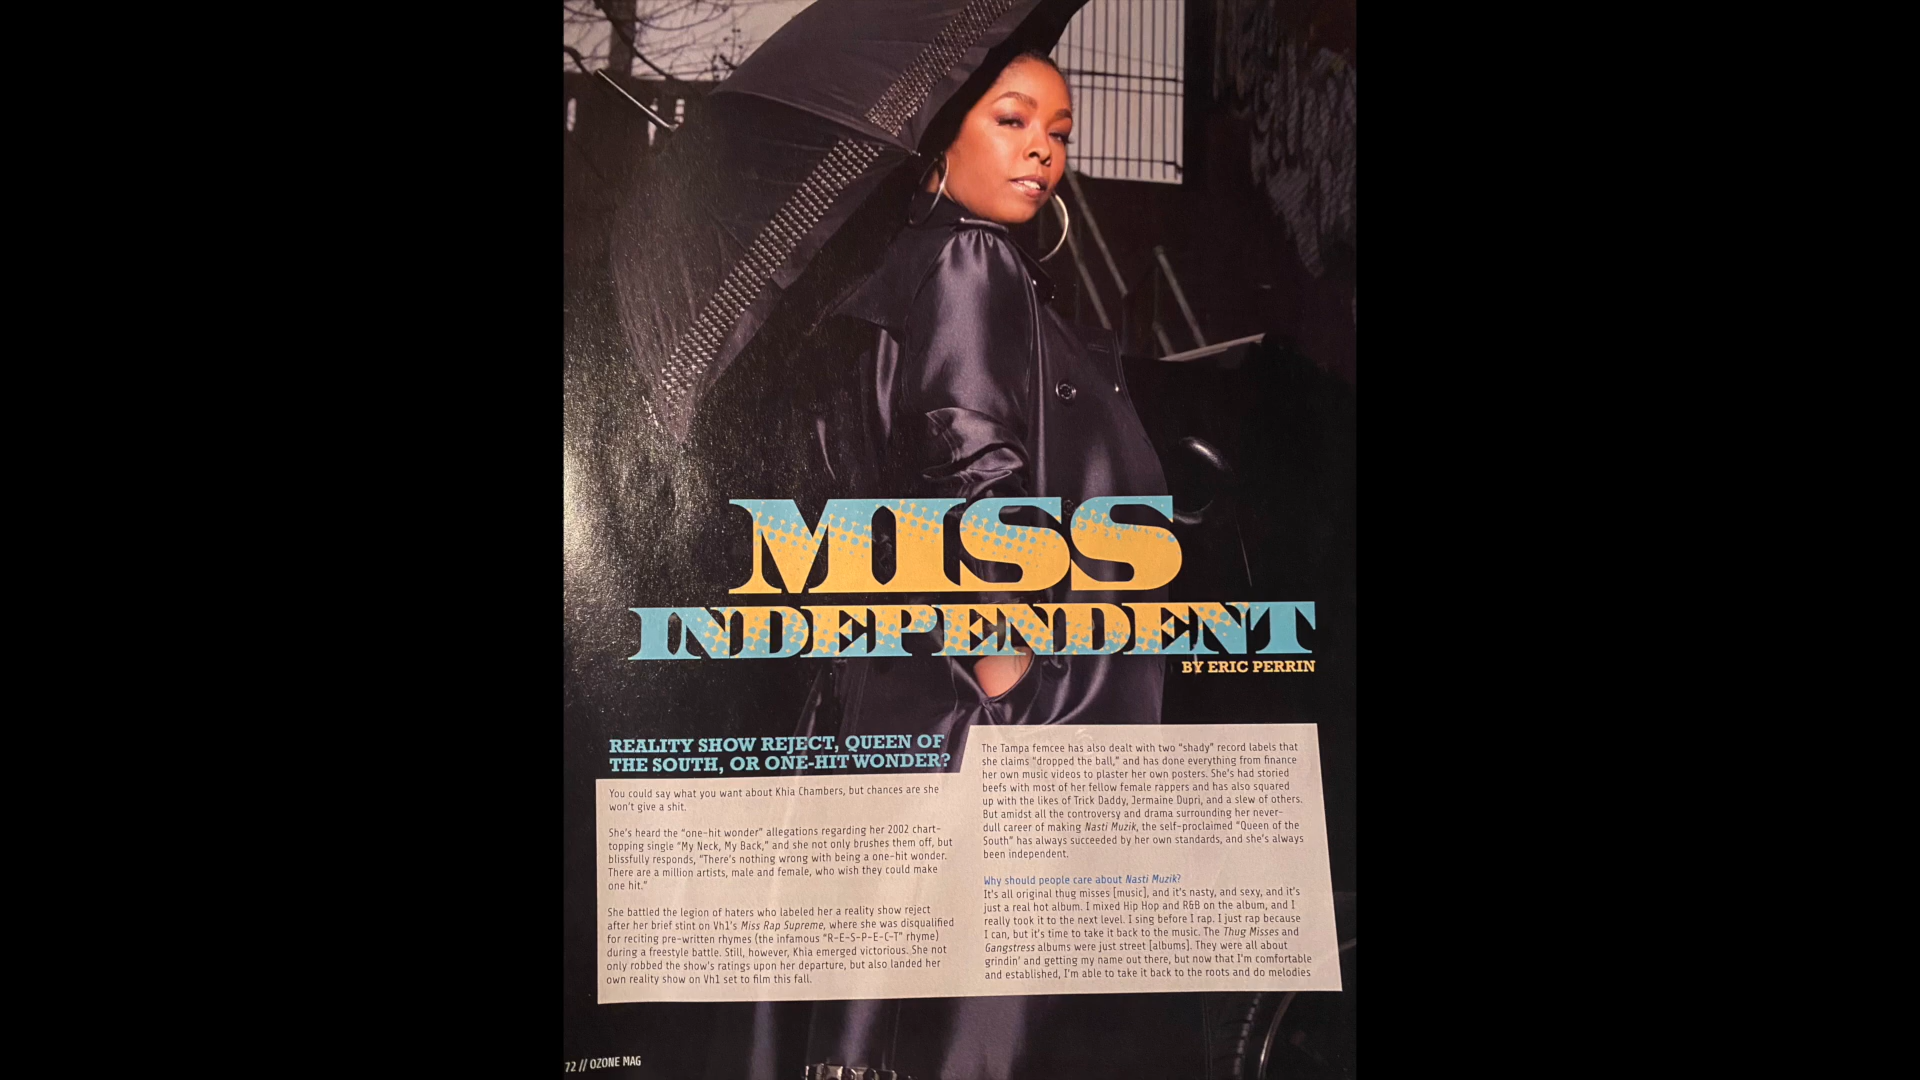 MISS
INDEPENDENT
BY ERIC PERRIN
REALITY SHOW REJECT, QUEEN OF
THE SOUTH, OR ONE-HIT WONDER?
You could say what you want about Khia Chambers, but chances are she
won't give a shit.
She's heard the "one-hit wonder" allegations regarding her 2002 chart-
topping single "My Neck, My Back," and she not only brushes them off, but
blissfully responds, "There's nothing wrong with being a one-hit wonder.
There are a million artists, male and female, who wish they could make
one hit."
She battled the legion of haters who labeled her a reality show reject
after her brief stint on Vh1's Miss Rap Supreme, where she was disqualified
for reciting pre-written rhymes (the infamous "R-E-S-P-E-C-T" rhyme)
during a freestyle battle. Still, however, Khia emerged victorious. She not
only robbed the show's ratings upon her departure, but also landed her
own reality show on Vh1 set to film this fall.
The Tampa femcee has also dealt with two "shady" record labels that
she claims "dropped the ball," and has done everything from finance
her own music videos to plaster her own posters. She's had storied
beefs with most of her fellow female rappers and has also squared
up with the likes of Trick Daddy, Jermaine Dupri, and a slew of others.
But amidst all the controversy and drama surrounding her never-
dull career of making Nasti Muzik, the self-proclaimed "Queen of the
South" has always succeeded by her own standards, and she's always
been independent.
Why should people care about Nasti Muzik?
It's all original thug misses [music], and it's nasty, and sexy, and it's
just a real hot album. I mixed Hip Hop and R&B on the album, and I
really took it to the next level. I sing before I rap. I just rap because
I can, but it's time to take it back to the music. The Thug Misses and
Gangstress albums were just street [albums]. They were all about
grindin' and getting my name out there, but now that I'm comfortable
and established, I'm able to take it back to the roots and do melodies
72 // OZONE MAG